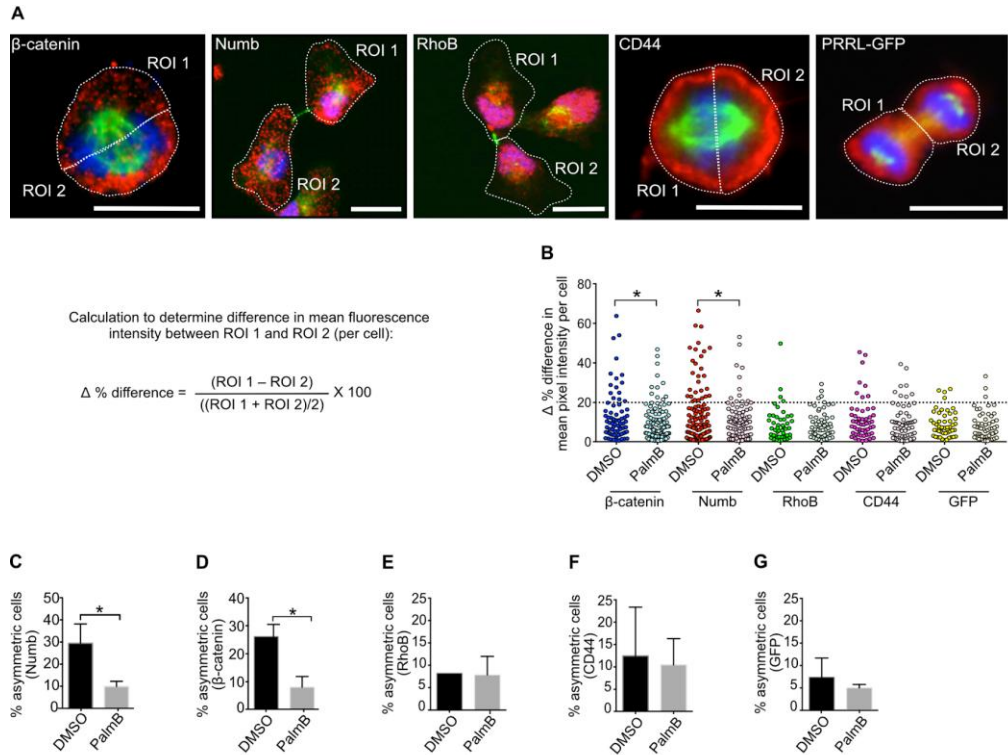 A
β-catenin
ROI 1
ROI 2
Numb
ROI 1
ROI 2
RhoB
ROI 1
ROI 2
CD44
ROI 2
ROI 1
PRRL-GFP
ROI 1
ROI 2
Calculation to determine difference in mean fluorescence
intensity between ROI 1 and ROI 2 (per cell):
Δ % difference = (ROI 1 – ROI 2) / ((ROI 1 + ROI 2)/2) X 100
B
Δ % difference in
mean pixel intensity per cell
80
60
40
20
0
* *
DMSO PalmB DMSO PalmB DMSO PalmB DMSO PalmB DMSO PalmB
β-catenin Numb RhoB CD44 GFP
C
% asymmetric cells
(Numb)
50
40
30
20
10
0
*
DMSO PalmB
D
% asymmetric cells
(β-catenin)
40
30
20
10
0
*
DMSO PalmB
E
% asymmetric cells
(RhoB)
25
20
15
10
5
0
DMSO PalmB
F
% asymmetric cells
(CD44)
25
20
15
10
5
0
DMSO PalmB
G
% asymmetric cells
(GFP)
25
20
15
10
5
0
DMSO PalmB